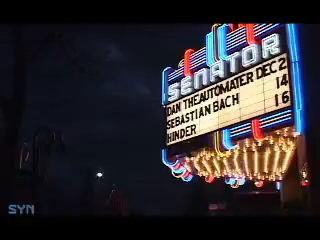 SENATOR
DAN THEAUTOMATER DEC 2
SEBASTIAN BACH 14
HINDER 16
SYN